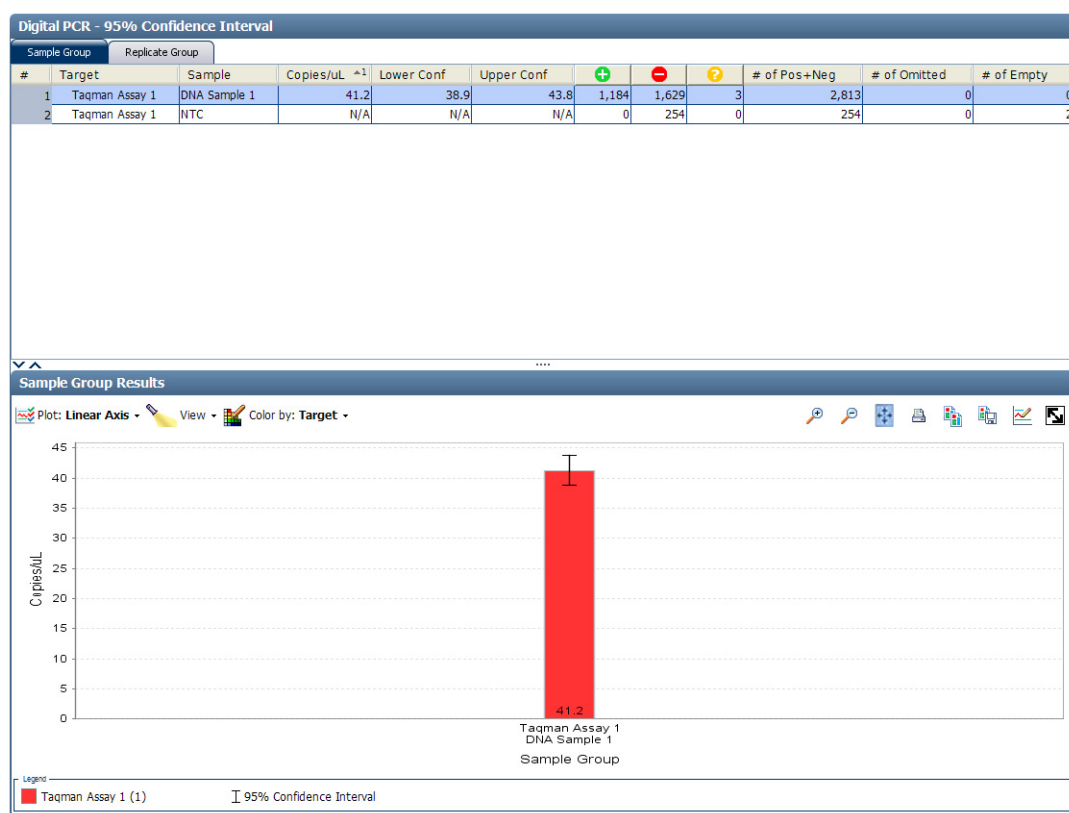 Digital PCR - 95% Confidence Interval
Sample Group Replicate Group
# Target Sample Copies/uL 1 Lower Conf Upper Conf + - ? # of Pos+Neg # of Omitted # of Empty
1 Taqman Assay 1 DNA Sample 1 41.2 38.9 43.8 1,184 1,629 3 2,813 0 0
2 Taqman Assay 1 NTC N/A N/A N/A 0 254 0 254 0
Sample Group Results
Plot: Linear Axis View Color by: Target
45
40
35
30
25
20
15
10
5
0
Copies/uL
41.2
Taqman Assay 1
DNA Sample 1
Sample Group
Legend
Taqman Assay 1 (1) 95% Confidence Interval